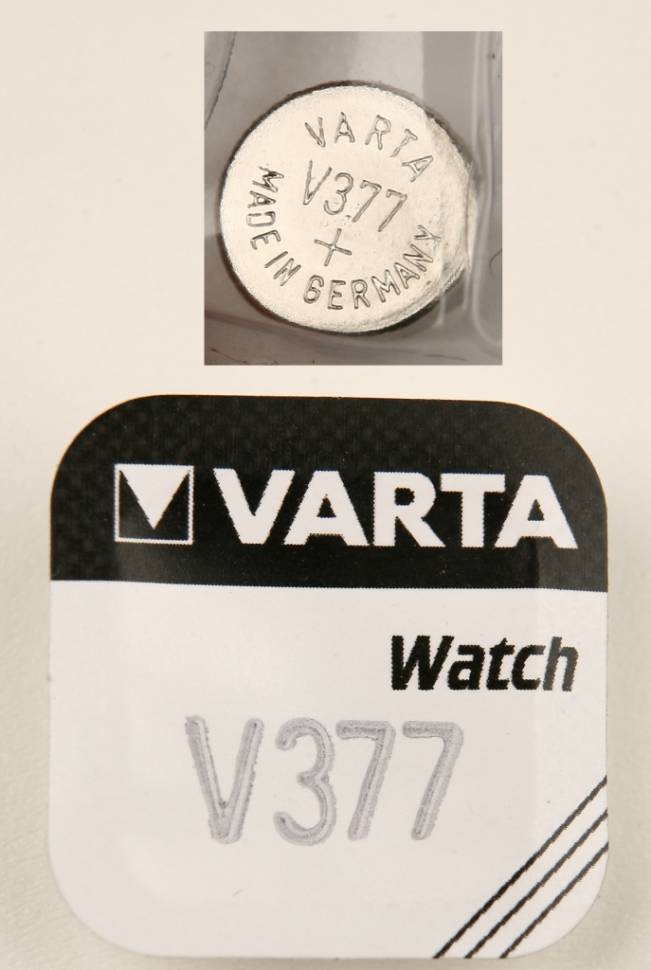 VARTA
V377
+
MADE IN GERMANY
VARTA
Watch
V377